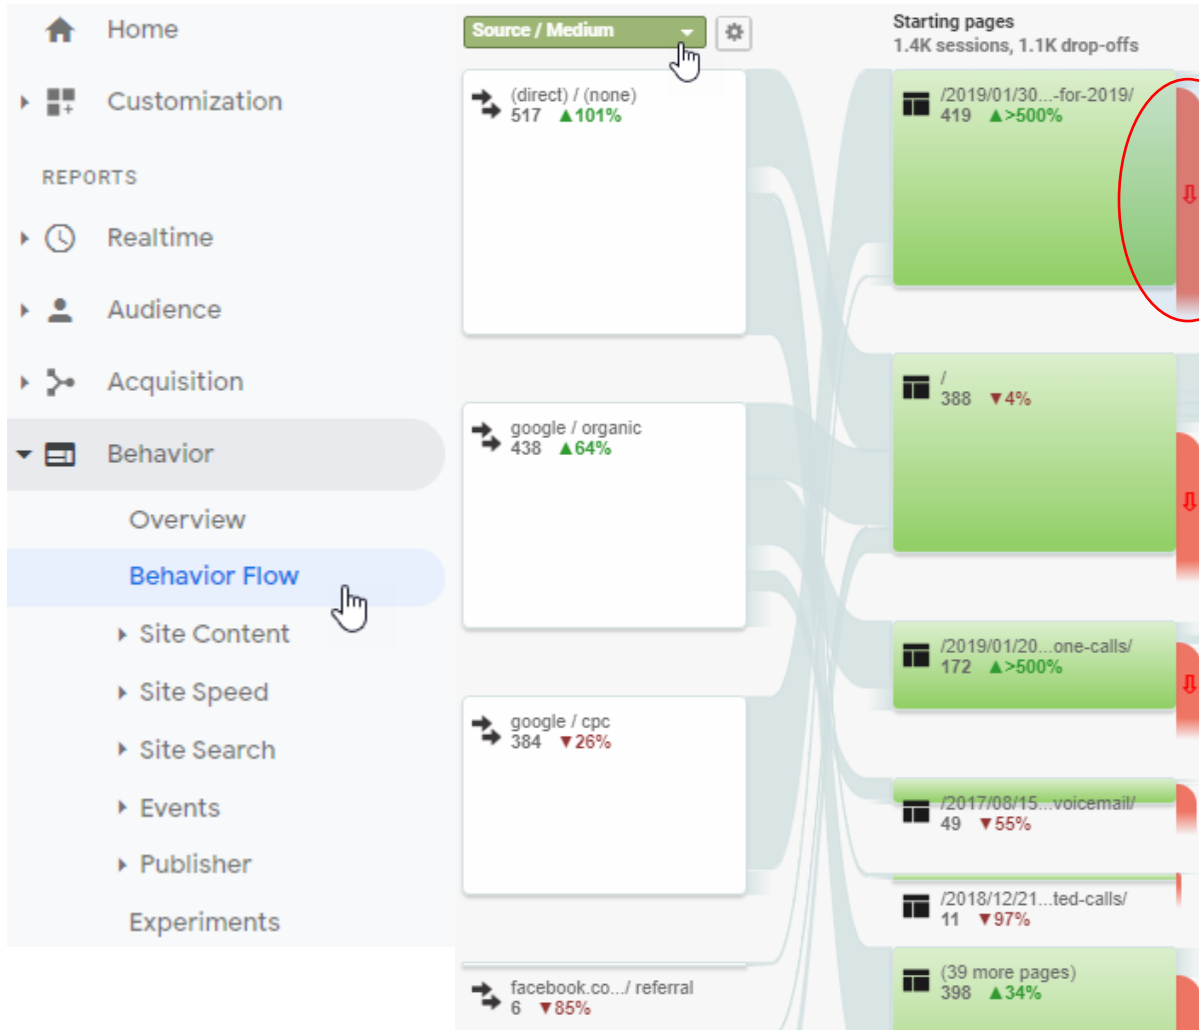 Home
Customization
REPORTS
Realtime
Audience
Acquisition
Behavior
Overview
Behavior Flow
Site Content
Site Speed
Site Search
Events
Publisher
Experiments
Source / Medium
(direct) / (none)
517 ▲101%
google / organic
438 ▲64%
google / cpc
384 ▼26%
facebook.co.../ referral
6 ▼85%
Starting pages
1.4K sessions, 1.1K drop-offs
/2019/01/30...-for-2019/
419 ▲>500%
/
388 ▼4%
/2019/01/20...one-calls/
172 ▲>500%
/2017/08/15...voicemail/
49 ▼55%
/2018/12/21...ted-calls/
11 ▼97%
(39 more pages)
398 ▲34%